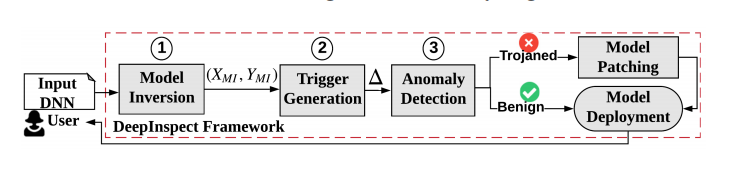 1
2
3
Input
DNN
User
Model
Inversion
(X_MI, Y_MI)
Trigger
Generation
Δ
Anomaly
Detection
Trojaned
Benign
Model
Patching
Model
Deployment
DeepInspect Framework